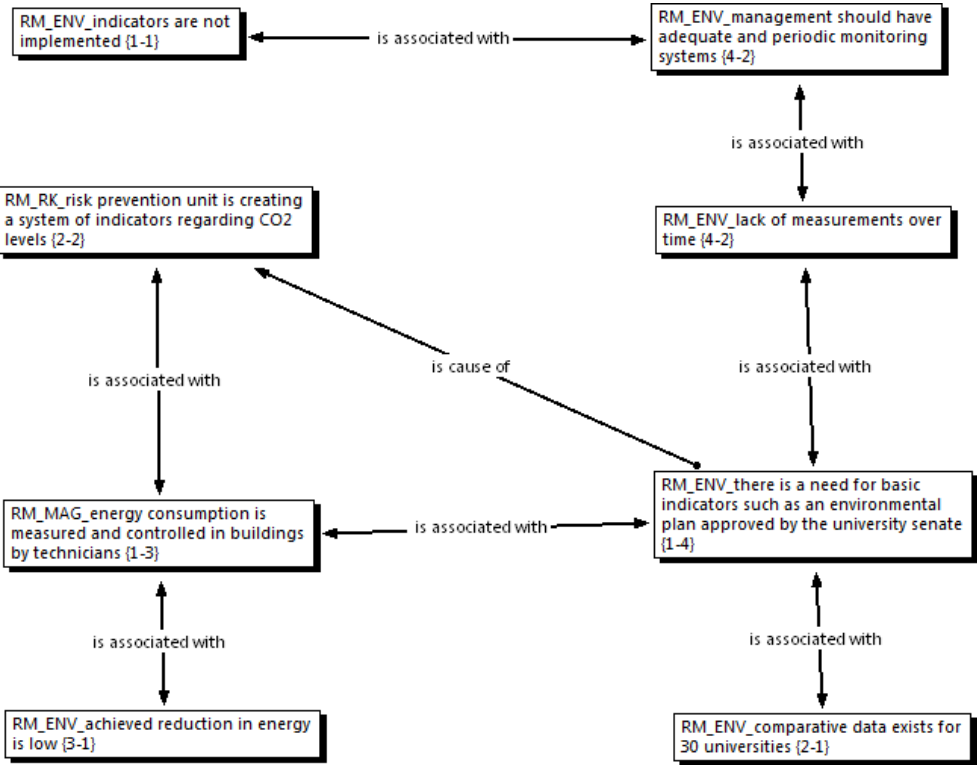 RM_ENV_indicators are not
implemented {1-1}
is associated with
RM_ENV_management should have
adequate and periodic monitoring
systems {4-2}
is associated with
RM_RK_risk prevention unit is creating
a system of indicators regarding CO2
levels {2-2}
RM_ENV_lack of measurements over
time {4-2}
is associated with
is cause of
is associated with
RM_MAG_energy consumption is
measured and controlled in buildings
by technicians {1-3}
is associated with
RM_ENV_there is a need for basic
indicators such as an environmental
plan approved by the university senate
{1-4}
is associated with
is associated with
RM_ENV_achieved reduction in energy
is low {3-1}
RM_ENV_comparative data exists for
30 universities {2-1}